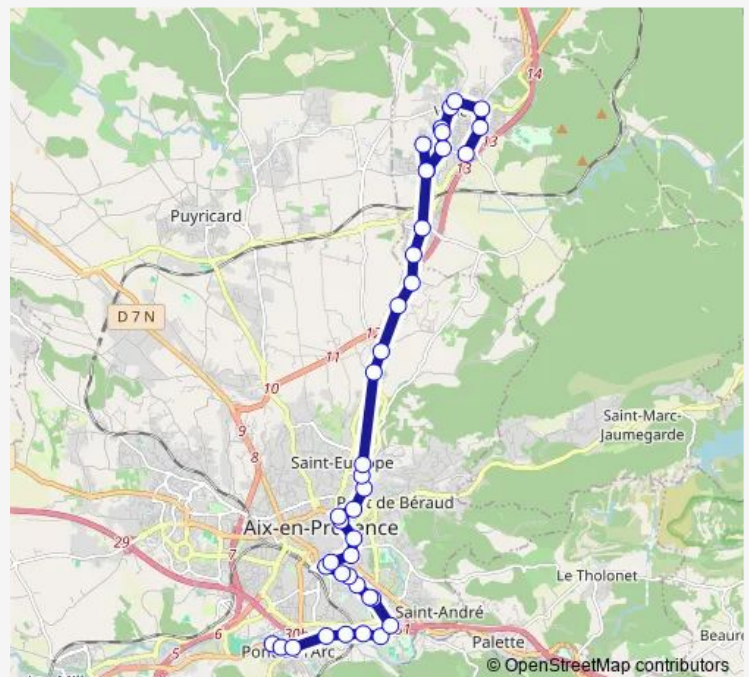 14
13
13
Puyricard
D 7 N
12
11
10
Saint-Marc-
Jaumegarde
9
Saint-Eutrope
8
Pont de Béraud
Aix-en-Provence
29
7
Le Tholonet
Saint-André
6
31
Palette
Beaure
5
Pont de l'Arc
© OpenStreetMap contributors